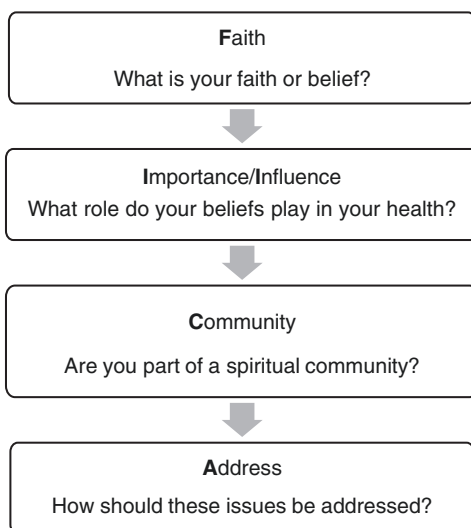 Faith
What is your faith or belief?
Importance/Influence
What role do your beliefs play in your health?
Community
Are you part of a spiritual community?
Address
How should these issues be addressed?